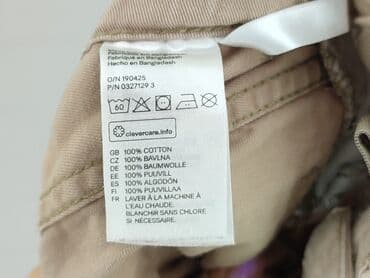 Fabriqué en Bangladesh
Hecho en Bangladesh
O/N 190425
P/N 0327129 3
60
clevercare.info
GB 100% COTTON
CZ 100% BAVLNA
DE 100% BAUMWOLLE
EE 100% PUUVILL
ES 100% ALGODÓN
FI 100% PUUVILLAA
FR LAVER À LA MACHINE À
L'EAU CHAUDE.
BLANCHIR SANS CHLORE
SI NÉCESSAIRE.